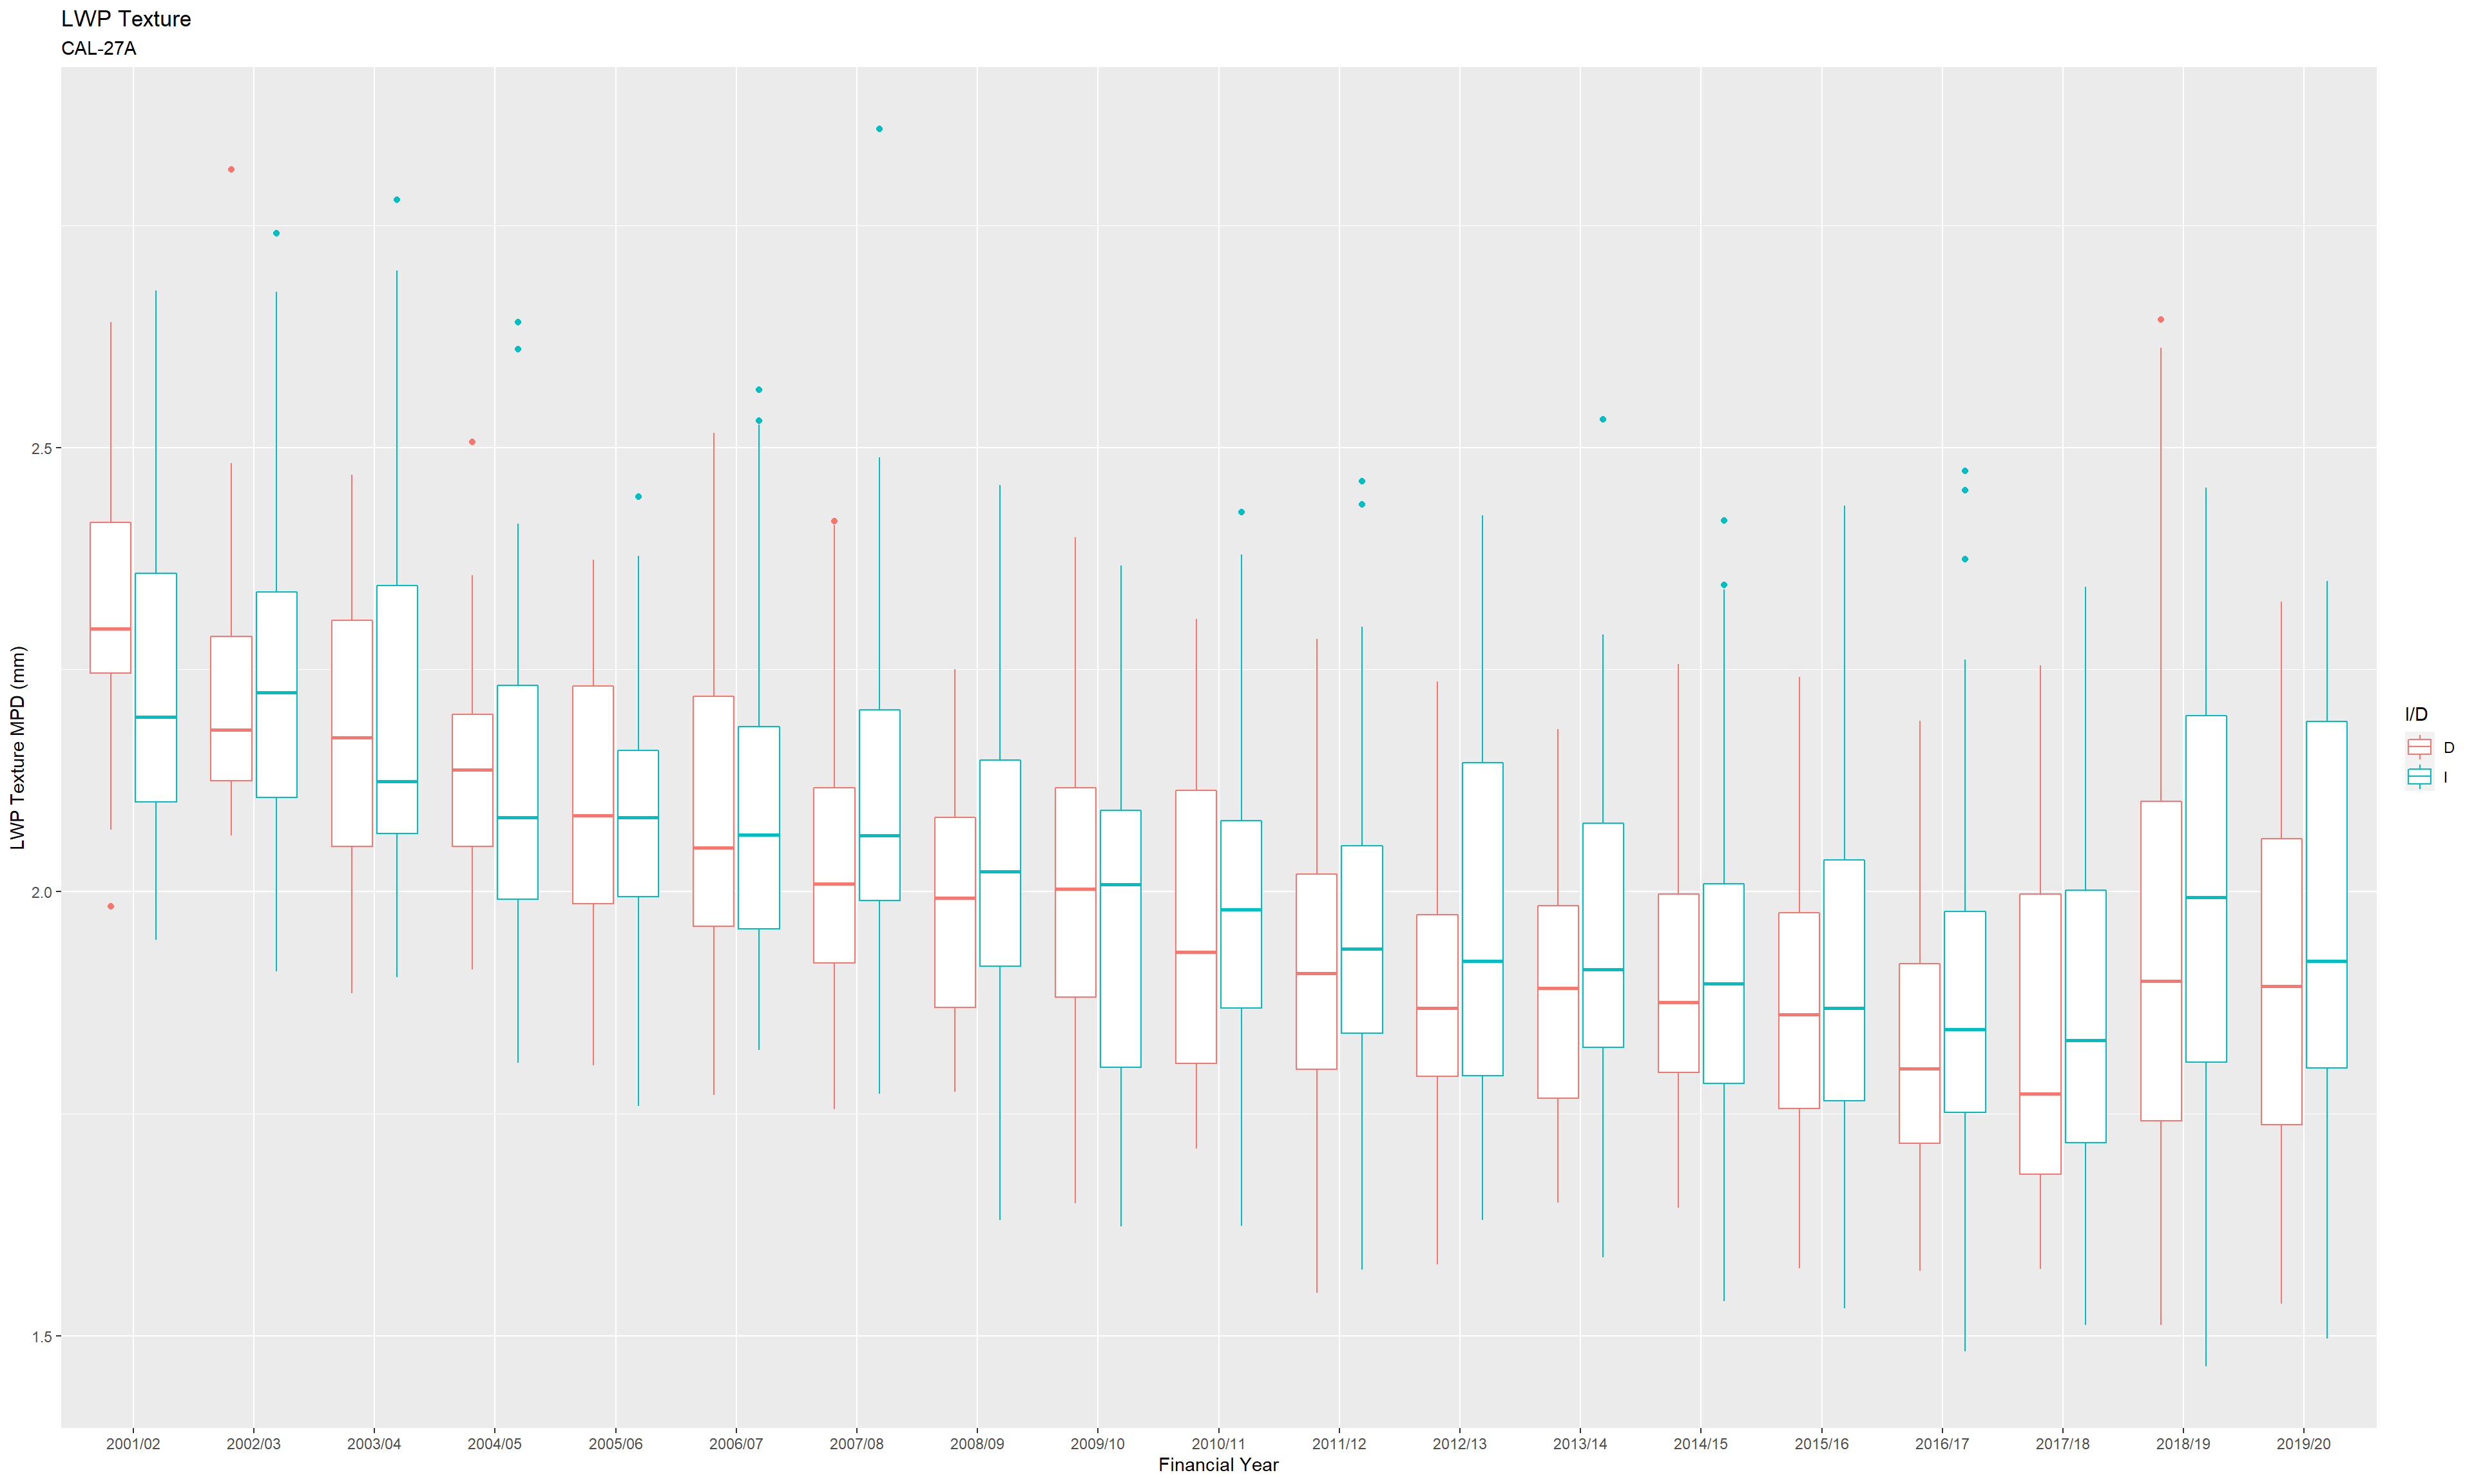 LWP Texture
CAL-27A
LWP Texture MPD (mm)
2.5
2.0
1.5
2001/02 2002/03 2003/04 2004/05 2005/06 2006/07 2007/08 2008/09 2009/10 2010/11 2011/12 2012/13 2013/14 2014/15 2015/16 2016/17 2017/18 2018/19 2019/20
Financial Year
I/D
D
I